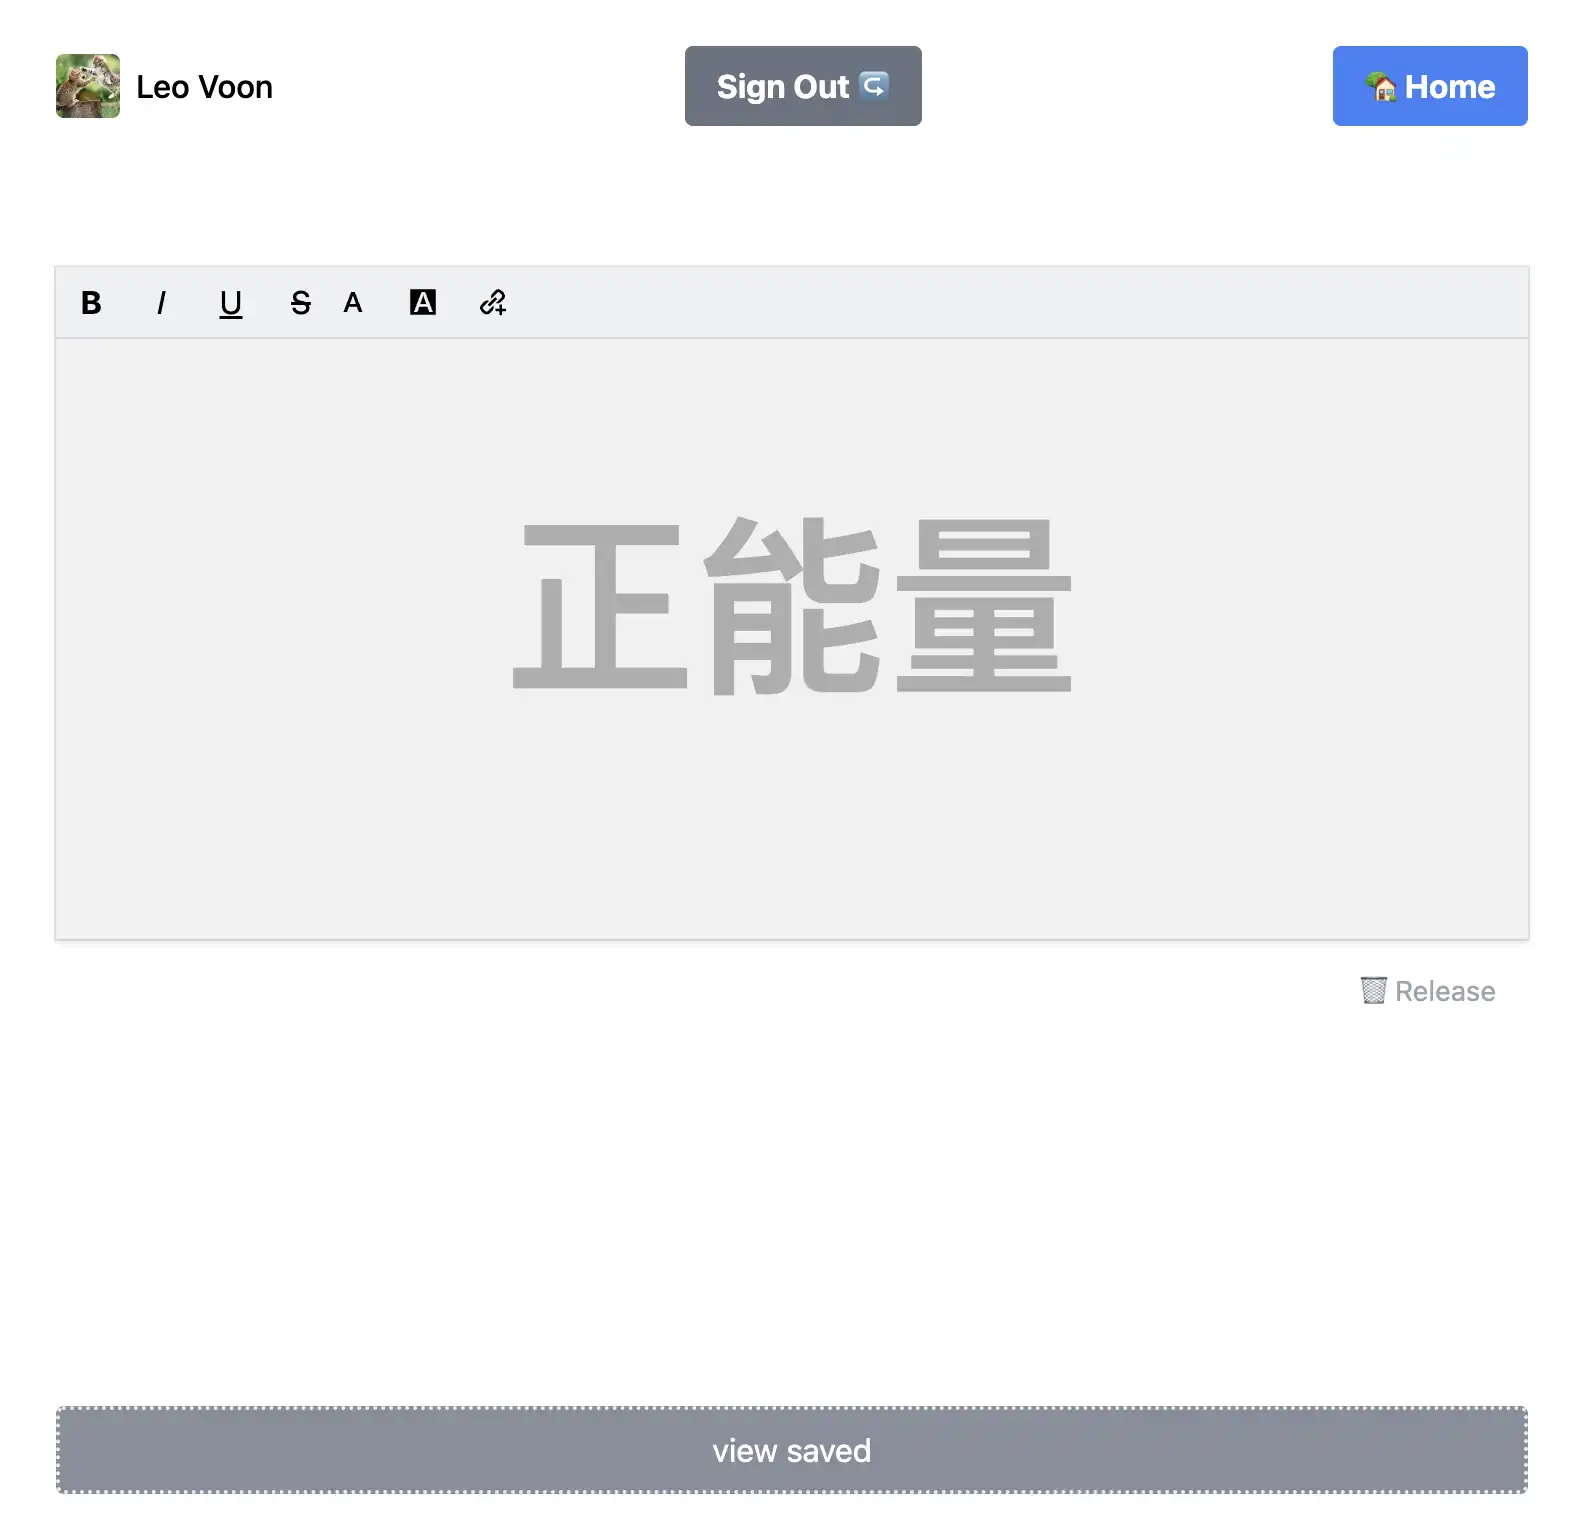 Leo Voon
Sign Out ↪️
🏡 Home
B I U S A A
正能量
🗑️ Release
view saved